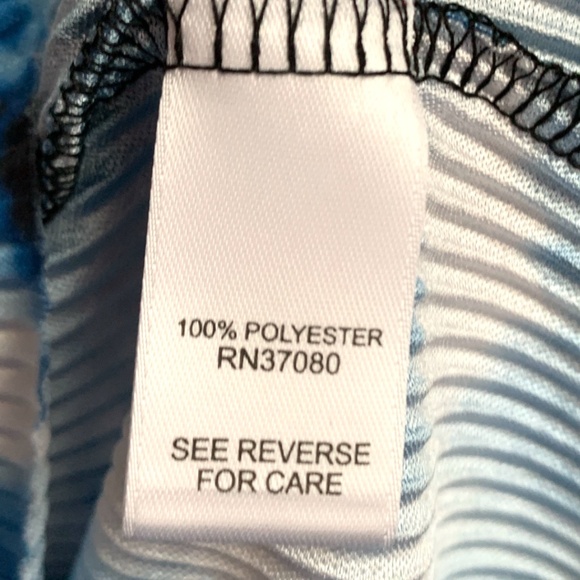 100% POLYESTER
RN37080
SEE REVERSE
FOR CARE